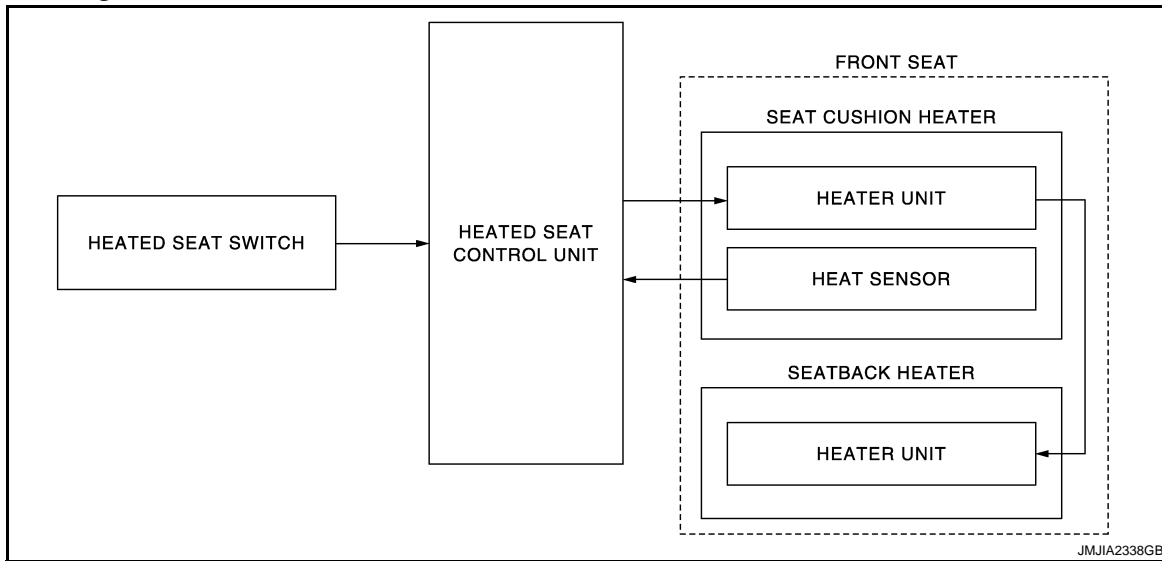 FRONT SEAT
SEAT CUSHION HEATER
HEATER UNIT
HEATED SEAT SWITCH
HEATED SEAT
CONTROL UNIT
HEAT SENSOR
SEATBACK HEATER
HEATER UNIT
JMJIA2338GB